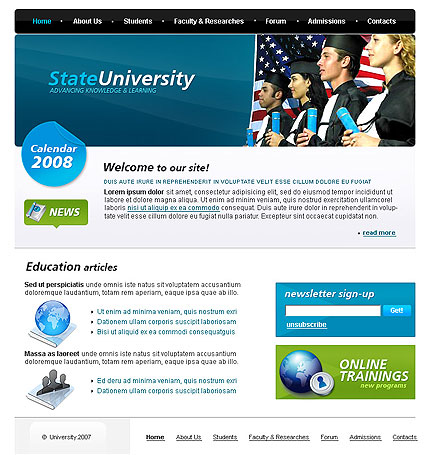 Home About Us Students Faculty & Researches Forum Admissions Contacts
StateUniversity
ADVANCING KNOWLEDGE & LEARNING
Calendar
2008
NEWS
Welcome to our site!
DUIS AUTE IRURE IN REPREHENDERIT IN VOLUPTATE VELIT ESSE CILLUM DOLORE EU FUGIAT
Lorem ipsum dolor sit amet, consectetur adipisicing elit, sed do eiusmod tempor incididunt ut
labore et dolore magna aliqua. Ut enim ad minim veniam, quis nostrud exercitation ullamcorel
laboris nisi ut aliquip ex ea commodo consequat. Duis aute irure dolor in reprehenderit in volup-
tate velit esse cillum dolore eu fugiat nulla pariatur. Excepteur sint occaecat cupidatat non.
read more
Education articles
Sed ut perspiciatis unde omnis iste natus sit voluptatem accusantium
doloremque laudantium, totam rem aperiam, eaque ipsa quae ab illo.
Ut enim ad minima veniam, quis nostrum exri
Dationem ullam corporis suscipit laboriosam
Bisi ut aliquid ex ea commodi consequatguis
Massa as laoreet unde omnis iste natus sit voluptatem accusantium
doloremque laudantium, totam rem aperiam, eaque ipsa quae ab illo.
Ed deru ad minima veniam, quis nostrum exri
Dationem ullam corporis suscipit laboriosam
newsletter sign-up
Get!
unsubscribe
ONLINE
TRAININGS
new programs
© University 2007
Home About Us Students Faculty & Researches Forum Admissions Contacts